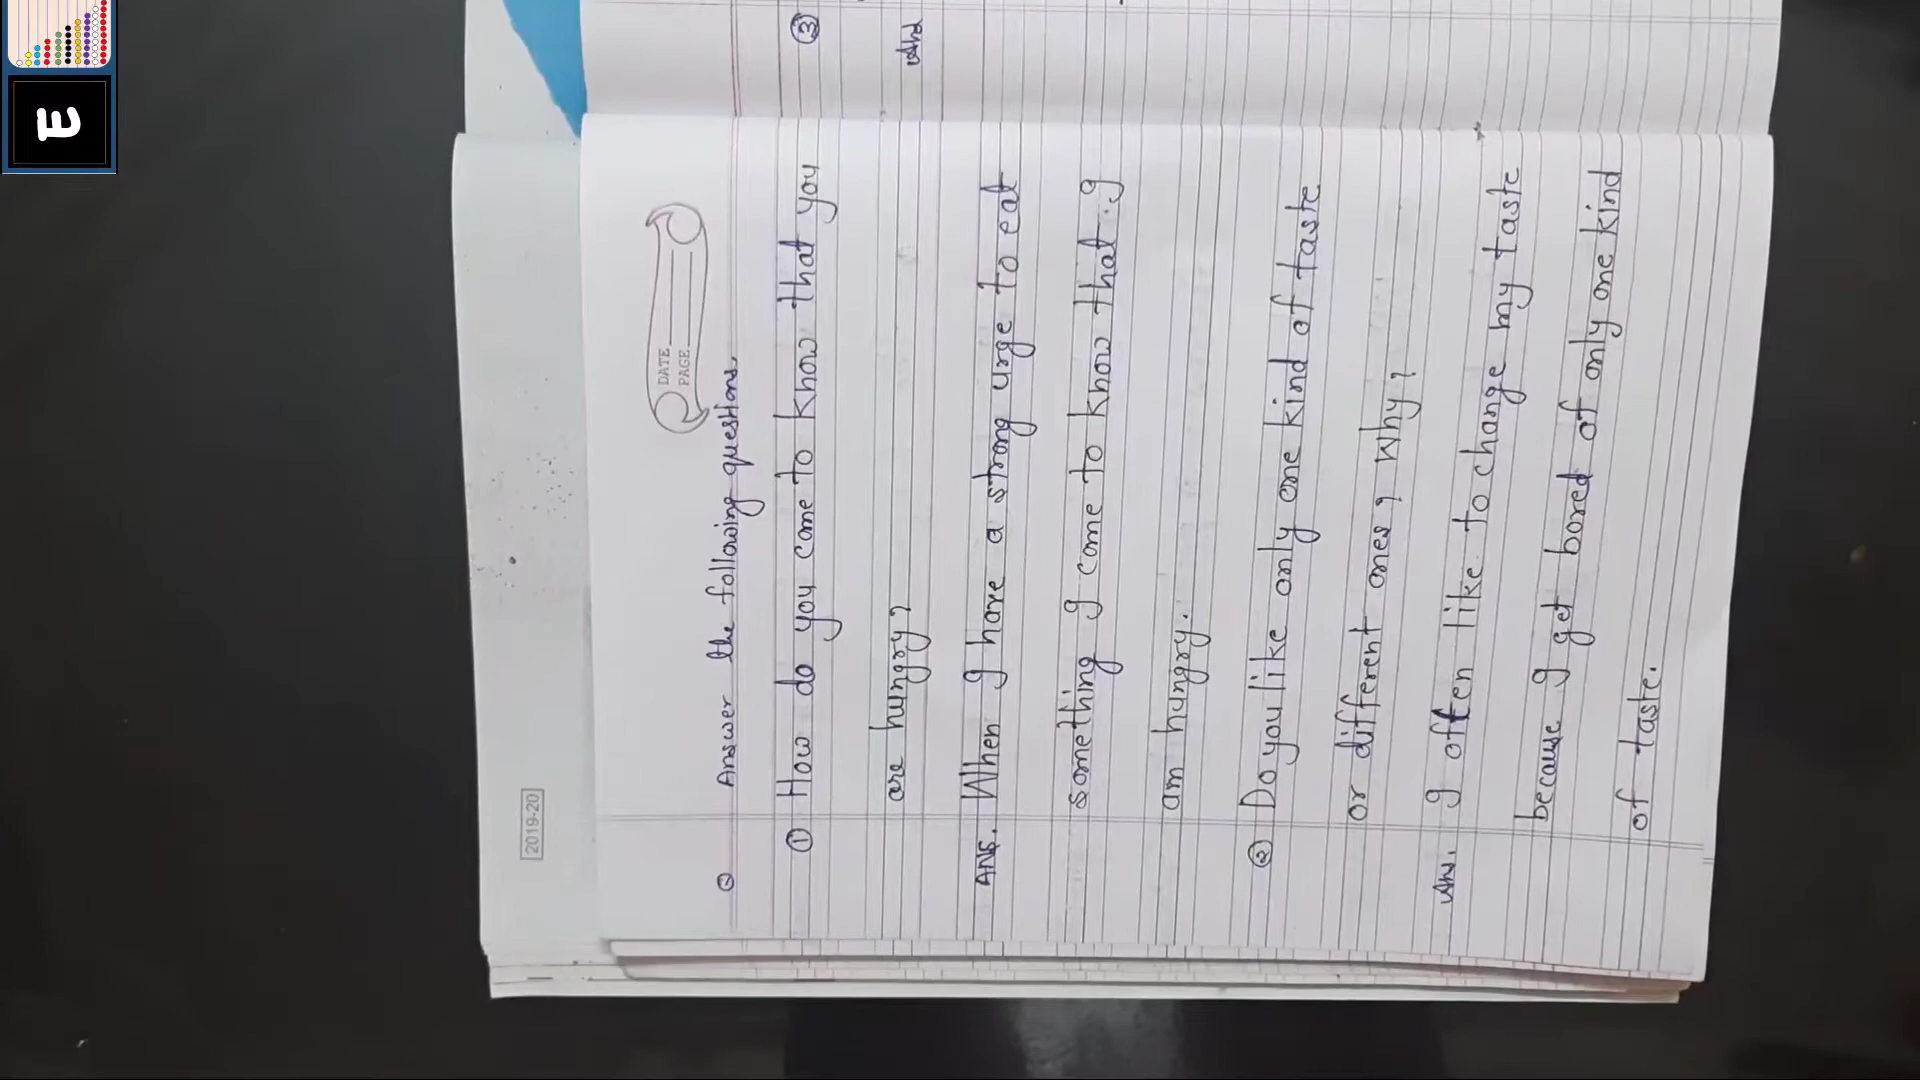 DATE
PAGE
Answer the following questions.
① How do you come to know that you
are hungry?
Ans. When I have a strong urge to eat
something I come to know that I
am hungry.
② Do you like only one kind of taste
or different ones, Why?
Ans. I often like to change my taste
because I get bored of only one kind
of taste.
③
Ans
2019-20
a